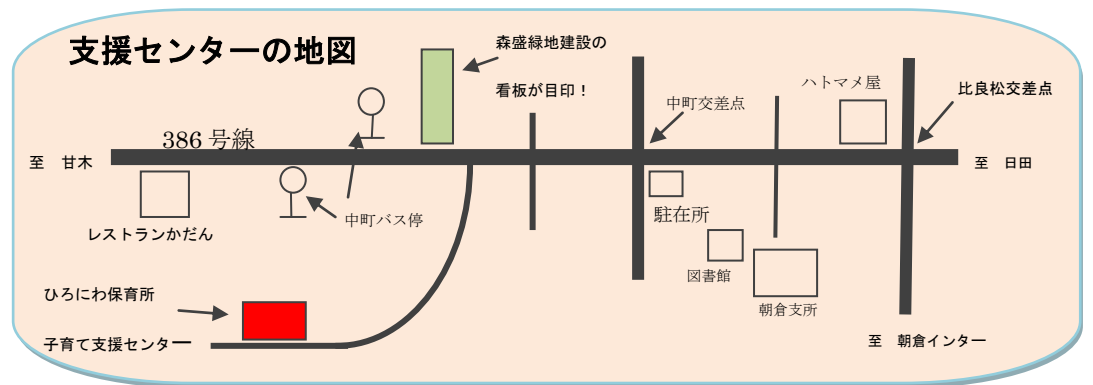 支援センターの地図
森盛緑地建設の
看板が目印！
ハトマメ屋
比良松交差点
中町交差点
386 号線
至　甘木
至　日田
中町バス停
レストランかだん
駐在所
図書館
朝倉支所
ひろにわ保育所
子育て支援センター
至　朝倉インター